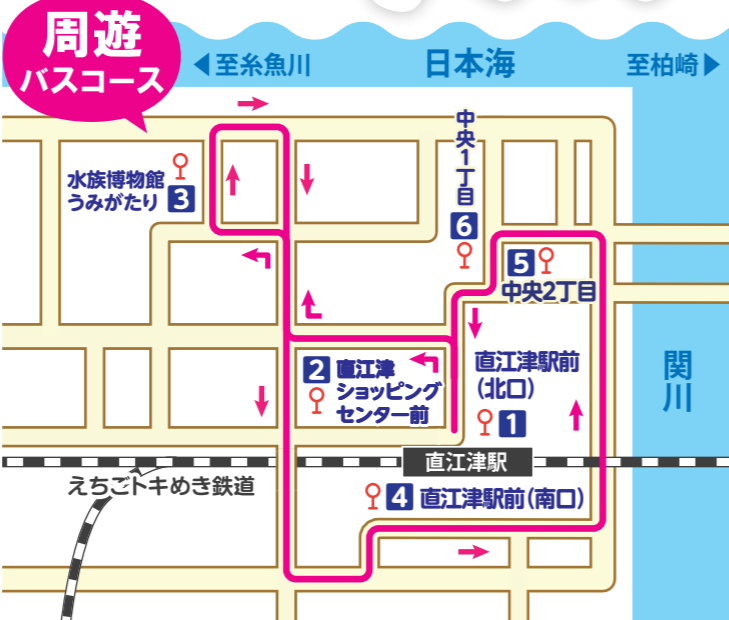 周遊
バスコース
◀至糸魚川
日本海
至柏崎▶
中央1丁目
6
水族博物館
うみがたり 3
5
中央2丁目
2 直江津
ショッピング
センター前
直江津駅前
(北口)
1
関川
直江津駅
えちごトキめき鉄道
4 直江津駅前(南口)